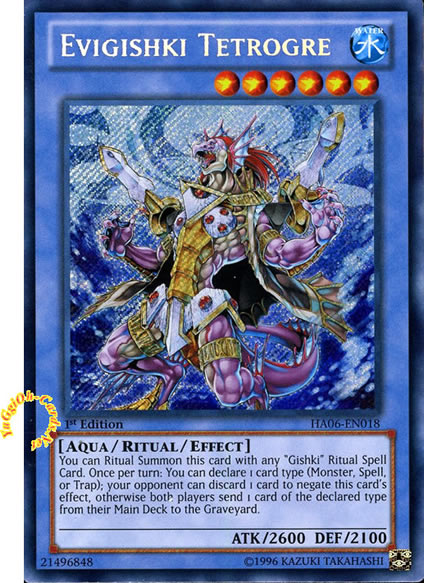 EVIGISHKI TETROGRE
WATER
水
YuGgiOh-Cards.Net
1st Edition
HA06-EN018
[AQUA/RITUAL/EFFECT]
You can Ritual Summon this card with any "Gishki" Ritual Spell
Card. Once per turn: You can declare 1 card type (Monster, Spell,
or Trap); your opponent can discard 1 card to negate this card's
effect, otherwise both players send 1 card of the declared type
from their Main Deck to the Graveyard.
ATK/2600 DEF/2100
21496848
©1996 KAZUKI TAKAHASHI